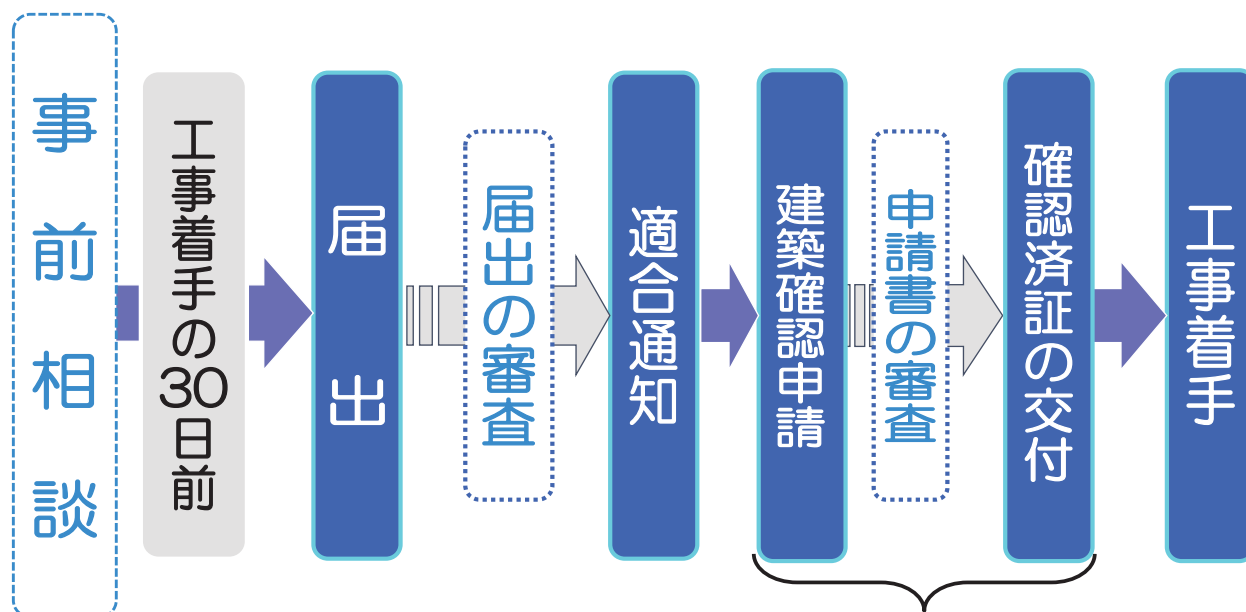 事前相談
工事着手の30日前
届出
届出の審査
適合通知
建築確認申請
申請書の審査
確認済証の交付
工事着手